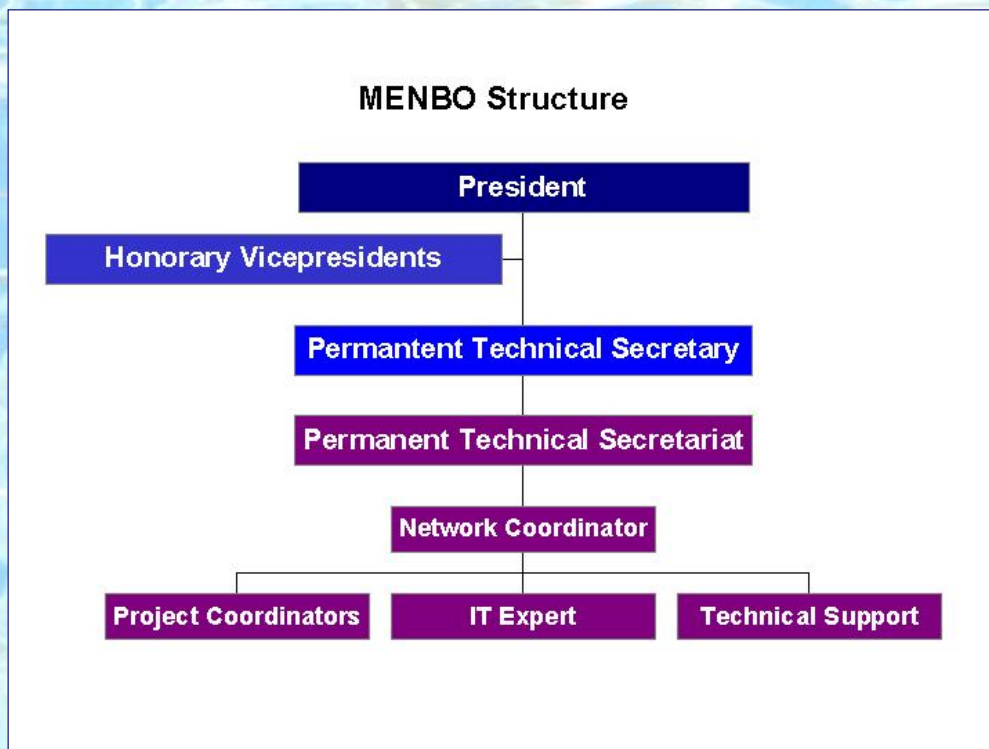 MENBO Structure
President
Honorary Vicepresidents
Permantent Technical Secretary
Permanent Technical Secretariat
Network Coordinator
Project Coordinators
IT Expert
Technical Support